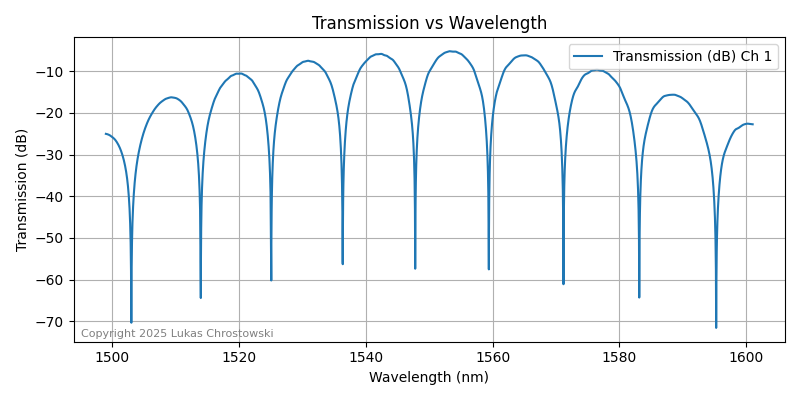 Transmission vs Wavelength
Transmission (dB) Ch 1
Transmission (dB)
−10
−20
−30
−40
−50
−60
−70
Copyright 2025 Lukas Chrostowski
1500 1520 1540 1560 1580 1600
Wavelength (nm)